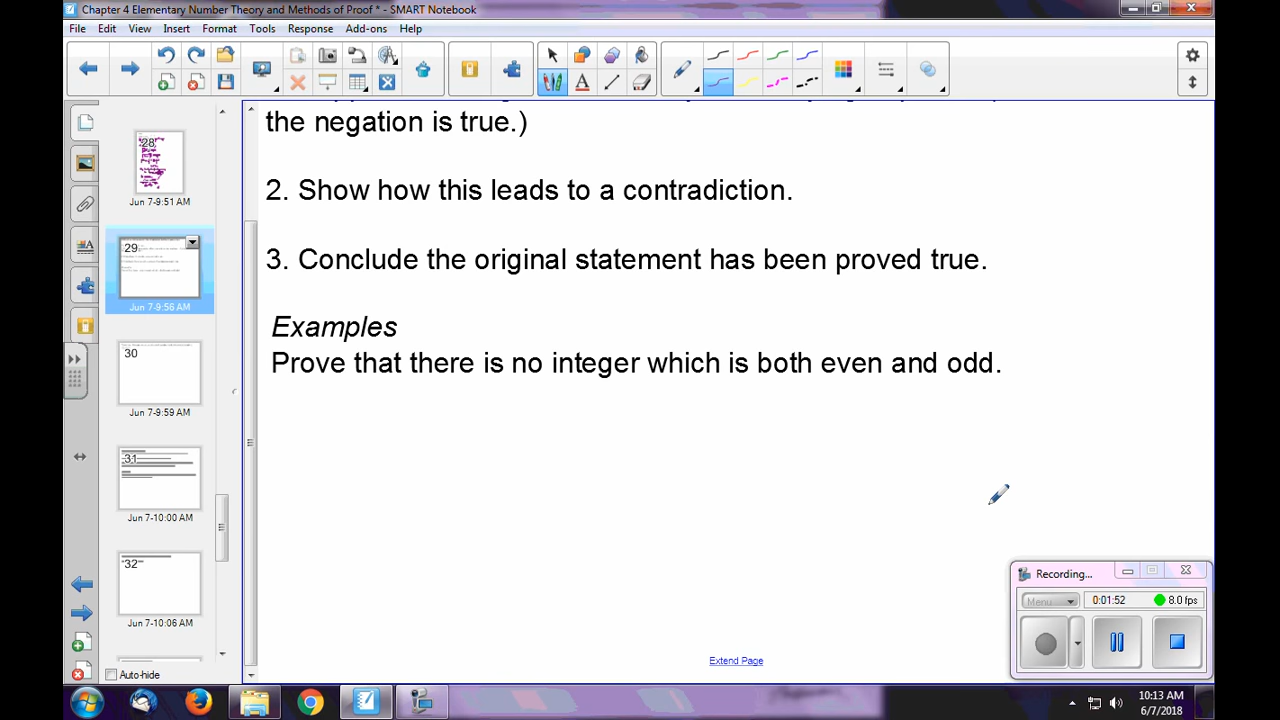 Chapter 4 Elementary Number Theory and Methods of Proof * - SMART Notebook
File Edit View Insert Format Tools Response Add-ons Help
the negation is true.)
2. Show how this leads to a contradiction.
3. Conclude the original statement has been proved true.
Examples
Prove that there is no integer which is both even and odd.
28
Jun 7-9:51 AM
29
Jun 7-9:56 AM
30
Jun 7-9:59 AM
31
Jun 7-10:00 AM
32
Jun 7-10:06 AM
Auto-hide
Extend Page
Recording...
Menu 0:01:52 8.0 fps
10:13 AM
6/7/2018